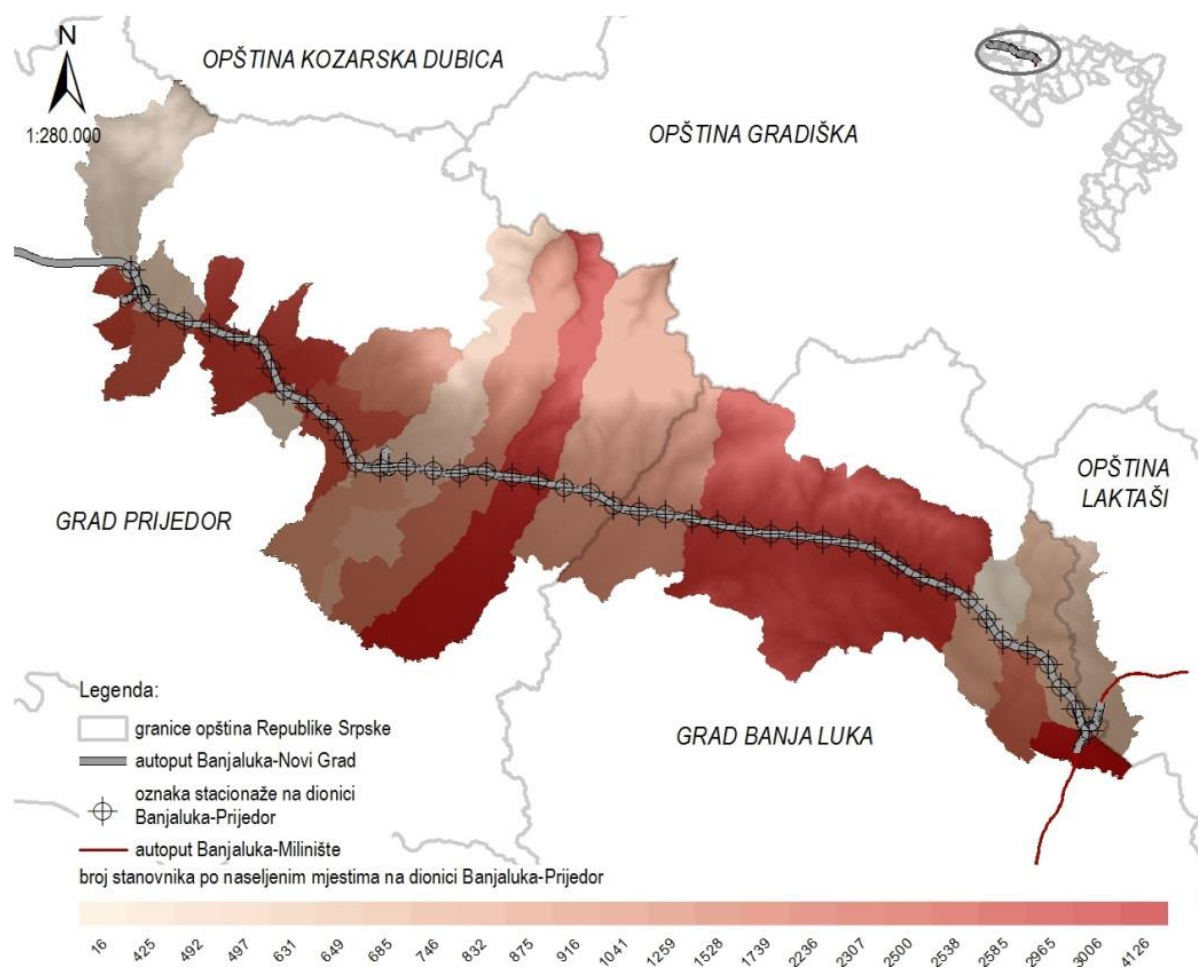 N
1:280.000
OPŠTINA KOZARSKA DUBICA
OPŠTINA GRADIŠKA
OPŠTINA
LAKTAŠI
GRAD PRIJEDOR
GRAD BANJA LUKA
Legenda:
granice opština Republike Srpske
autoput Banjaluka-Novi Grad
oznaka stacionaže na dionici
Banjaluka-Prijedor
autoput Banjaluka-Milinište
broj stanovnika po naseljenim mjestima na dionici Banjaluka-Prijedor
16 425 492 497 631 649 685 746 832 875 916 1041 1259 1528 1739 2236 2307 2500 2538 2585 2965 3006 4126